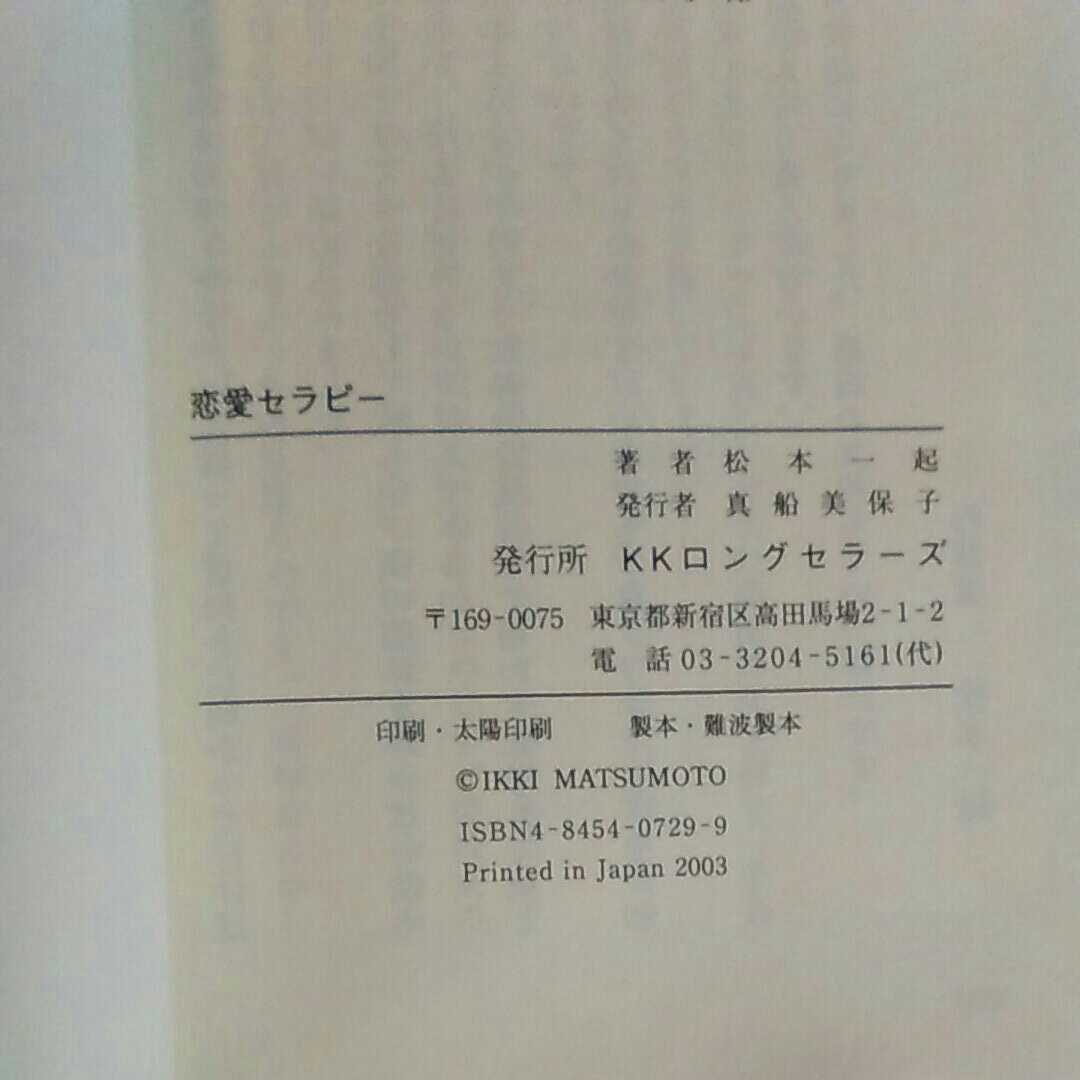 恋愛セラピー
著者 松本一起
発行者 真船美保子
発行所 KKロングセラーズ
〒169-0075 東京都新宿区高田馬場2-1-2
電話 03-3204-5161(代)
印刷・太陽印刷 製本・難波製本
©IKKI MATSUMOTO
ISBN4-8454-0729-9
Printed in Japan 2003